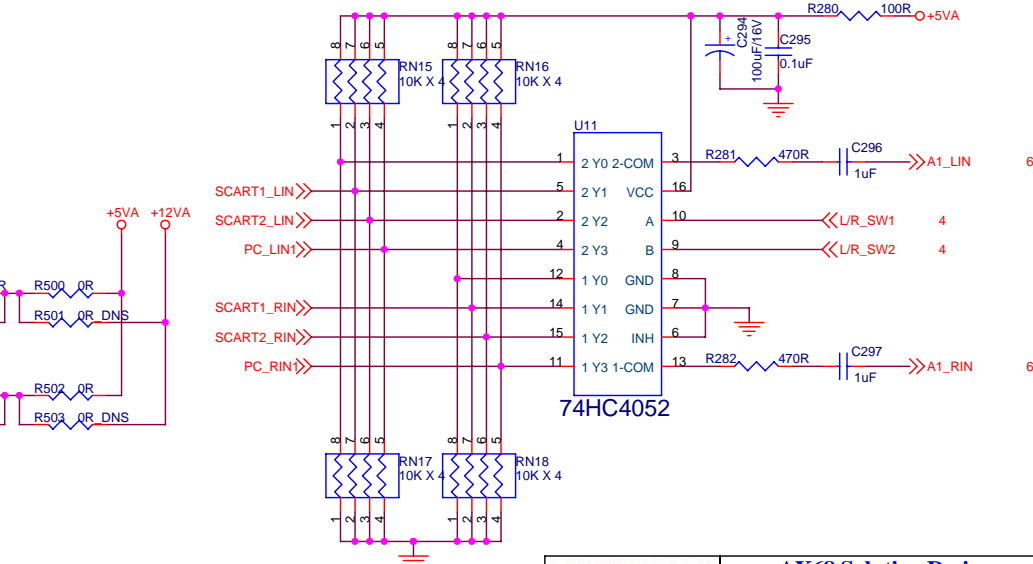 R280 100R +5VA
8 7 6 5 8 7 6 5
RN15 10K X 4
RN16 10K X 4
+ C294 100uF/16V
C295 0.1uF
1 2 3 4 1 2 3 4
U11
1 2 Y0 2-COM 3 R281 470R C296 1uF A1_LIN 6
SCART1_LIN 5 2 Y1 VCC 16
SCART2_LIN 2 2 Y2 A 10 L/R_SW1 4
PC_LIN1 4 2 Y3 B 9 L/R_SW2 4
12 1 Y0 GND 8
SCART1_RIN 14 1 Y1 GND 7
SCART2_RIN 15 1 Y2 INH 6
PC_RIN1 11 1 Y3 1-COM 13 R282 470R C297 1uF A1_RIN 6
74HC4052
+5VA +12VA
R R500 0R
R501 0R_DNS
R502 0R
R503 0R_DNS
8 7 6 5 8 7 6 5
RN17 10K X 4
RN18 10K X 4
1 2 3 4 1 2 3 4